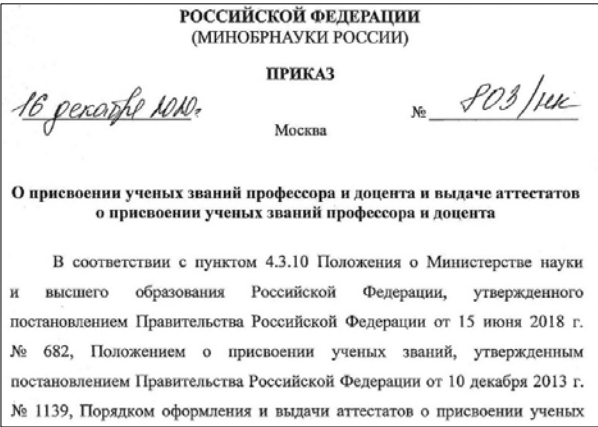 РОССИЙСКОЙ ФЕДЕРАЦИИ
(МИНОБРНАУКИ РОССИИ)
ПРИКАЗ
16 декабря 2020г. № 803/нк
Москва
О присвоении ученых званий профессора и доцента и выдаче аттестатов
о присвоении ученых званий профессора и доцента
В соответствии с пунктом 4.3.10 Положения о Министерстве науки
и высшего образования Российской Федерации, утвержденного
постановлением Правительства Российской Федерации от 15 июня 2018 г.
№ 682, Положением о присвоении ученых званий, утвержденным
постановлением Правительства Российской Федерации от 10 декабря 2013 г.
№ 1139, Порядком оформления и выдачи аттестатов о присвоении ученых